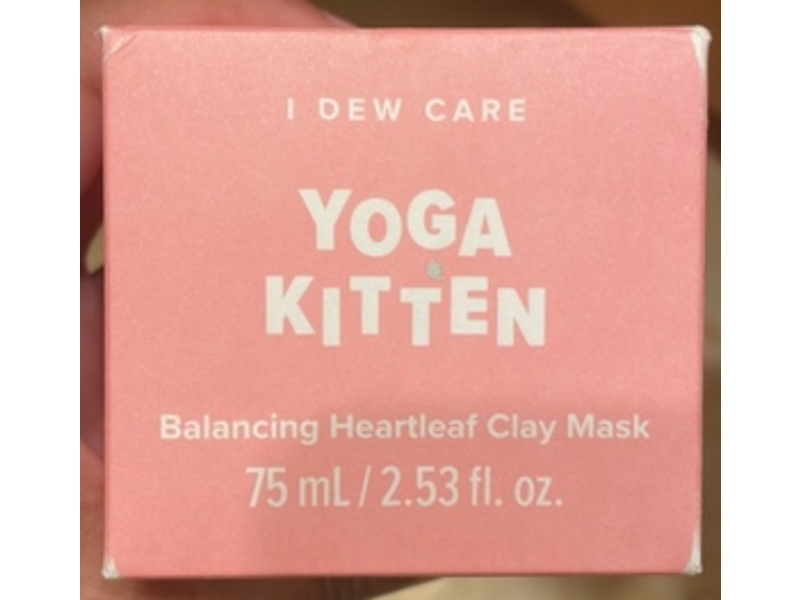 I DEW CARE
YOGA
KITTEN
Balancing Heartleaf Clay Mask
75 mL / 2.53 fl. oz.